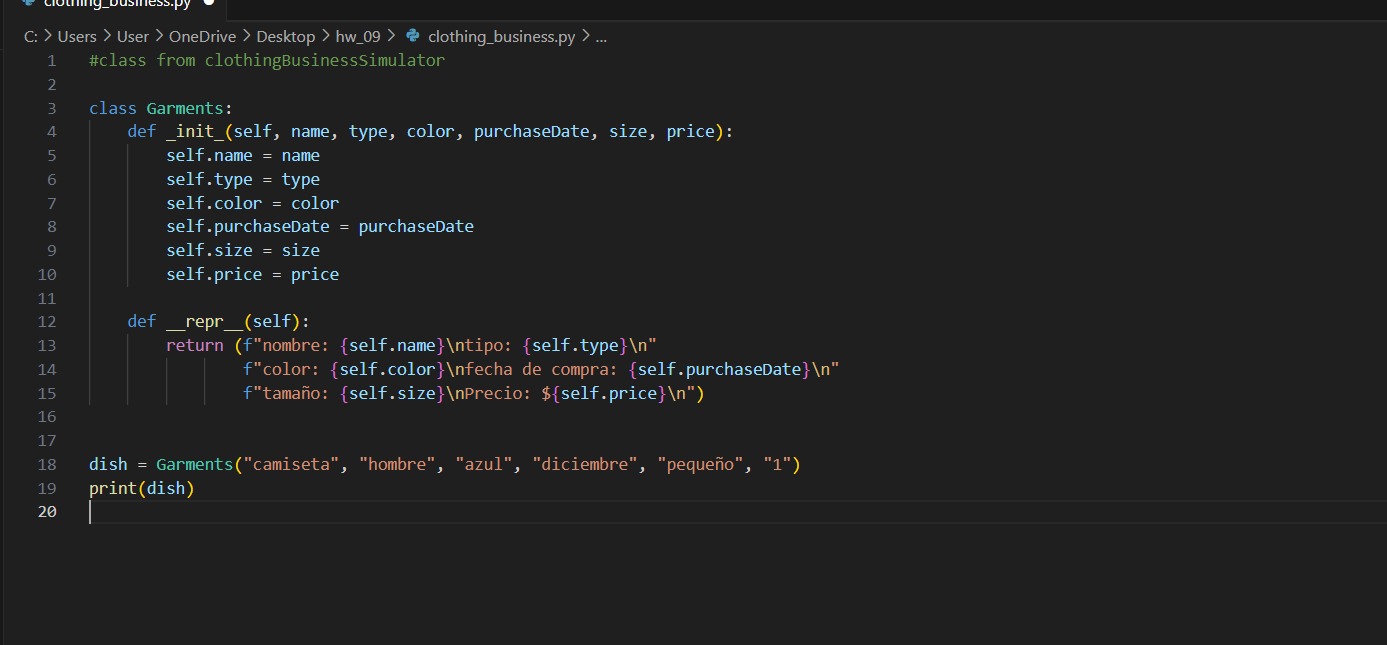 clothing_business.py
C: > Users > User > OneDrive > Desktop > hw_09 > clothing_business.py > ...
1 #class from clothingBusinessSimulator
2
3 class Garments:
4     def _init_(self, name, type, color, purchaseDate, size, price):
5         self.name = name
6         self.type = type
7         self.color = color
8         self.purchaseDate = purchaseDate
9         self.size = size
10         self.price = price
11
12     def __repr__(self):
13         return (f"nombre: {self.name}\ntipo: {self.type}\n"
14                 f"color: {self.color}\nfecha de compra: {self.purchaseDate}\n"
15                 f"tamaño: {self.size}\nPrecio: ${self.price}\n")
16
17
18 dish = Garments("camiseta", "hombre", "azul", "diciembre", "pequeño", "1")
19 print(dish)
20